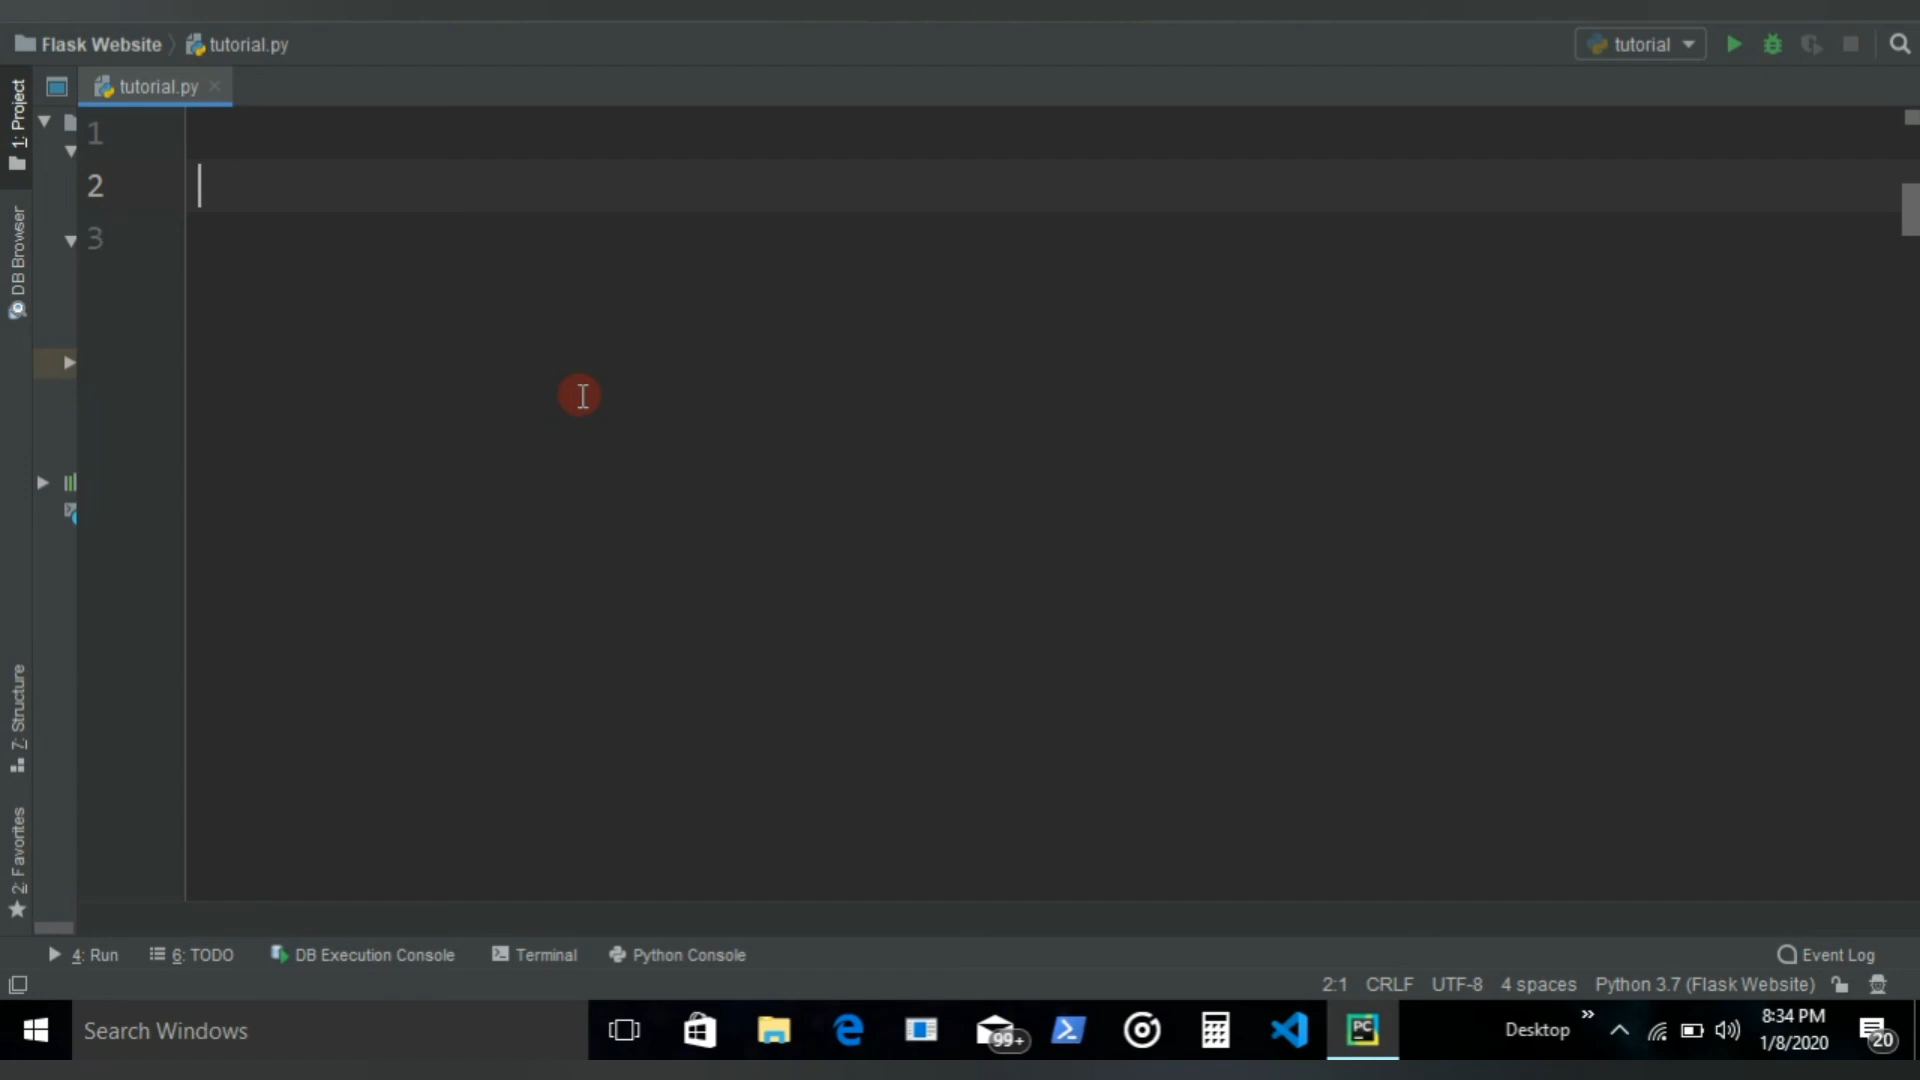 Flask Website 〉 tutorial.py
tutorial
tutorial.py
1
2
3
1: Project
DB Browser
7: Structure
2: Favorites
4: Run
6: TODO
DB Execution Console
Terminal
Python Console
Event Log
2:1 CRLF UTF-8 4 spaces Python 3.7 (Flask Website)
Search Windows
99+
PC
Desktop
8:34 PM
1/8/2020
20